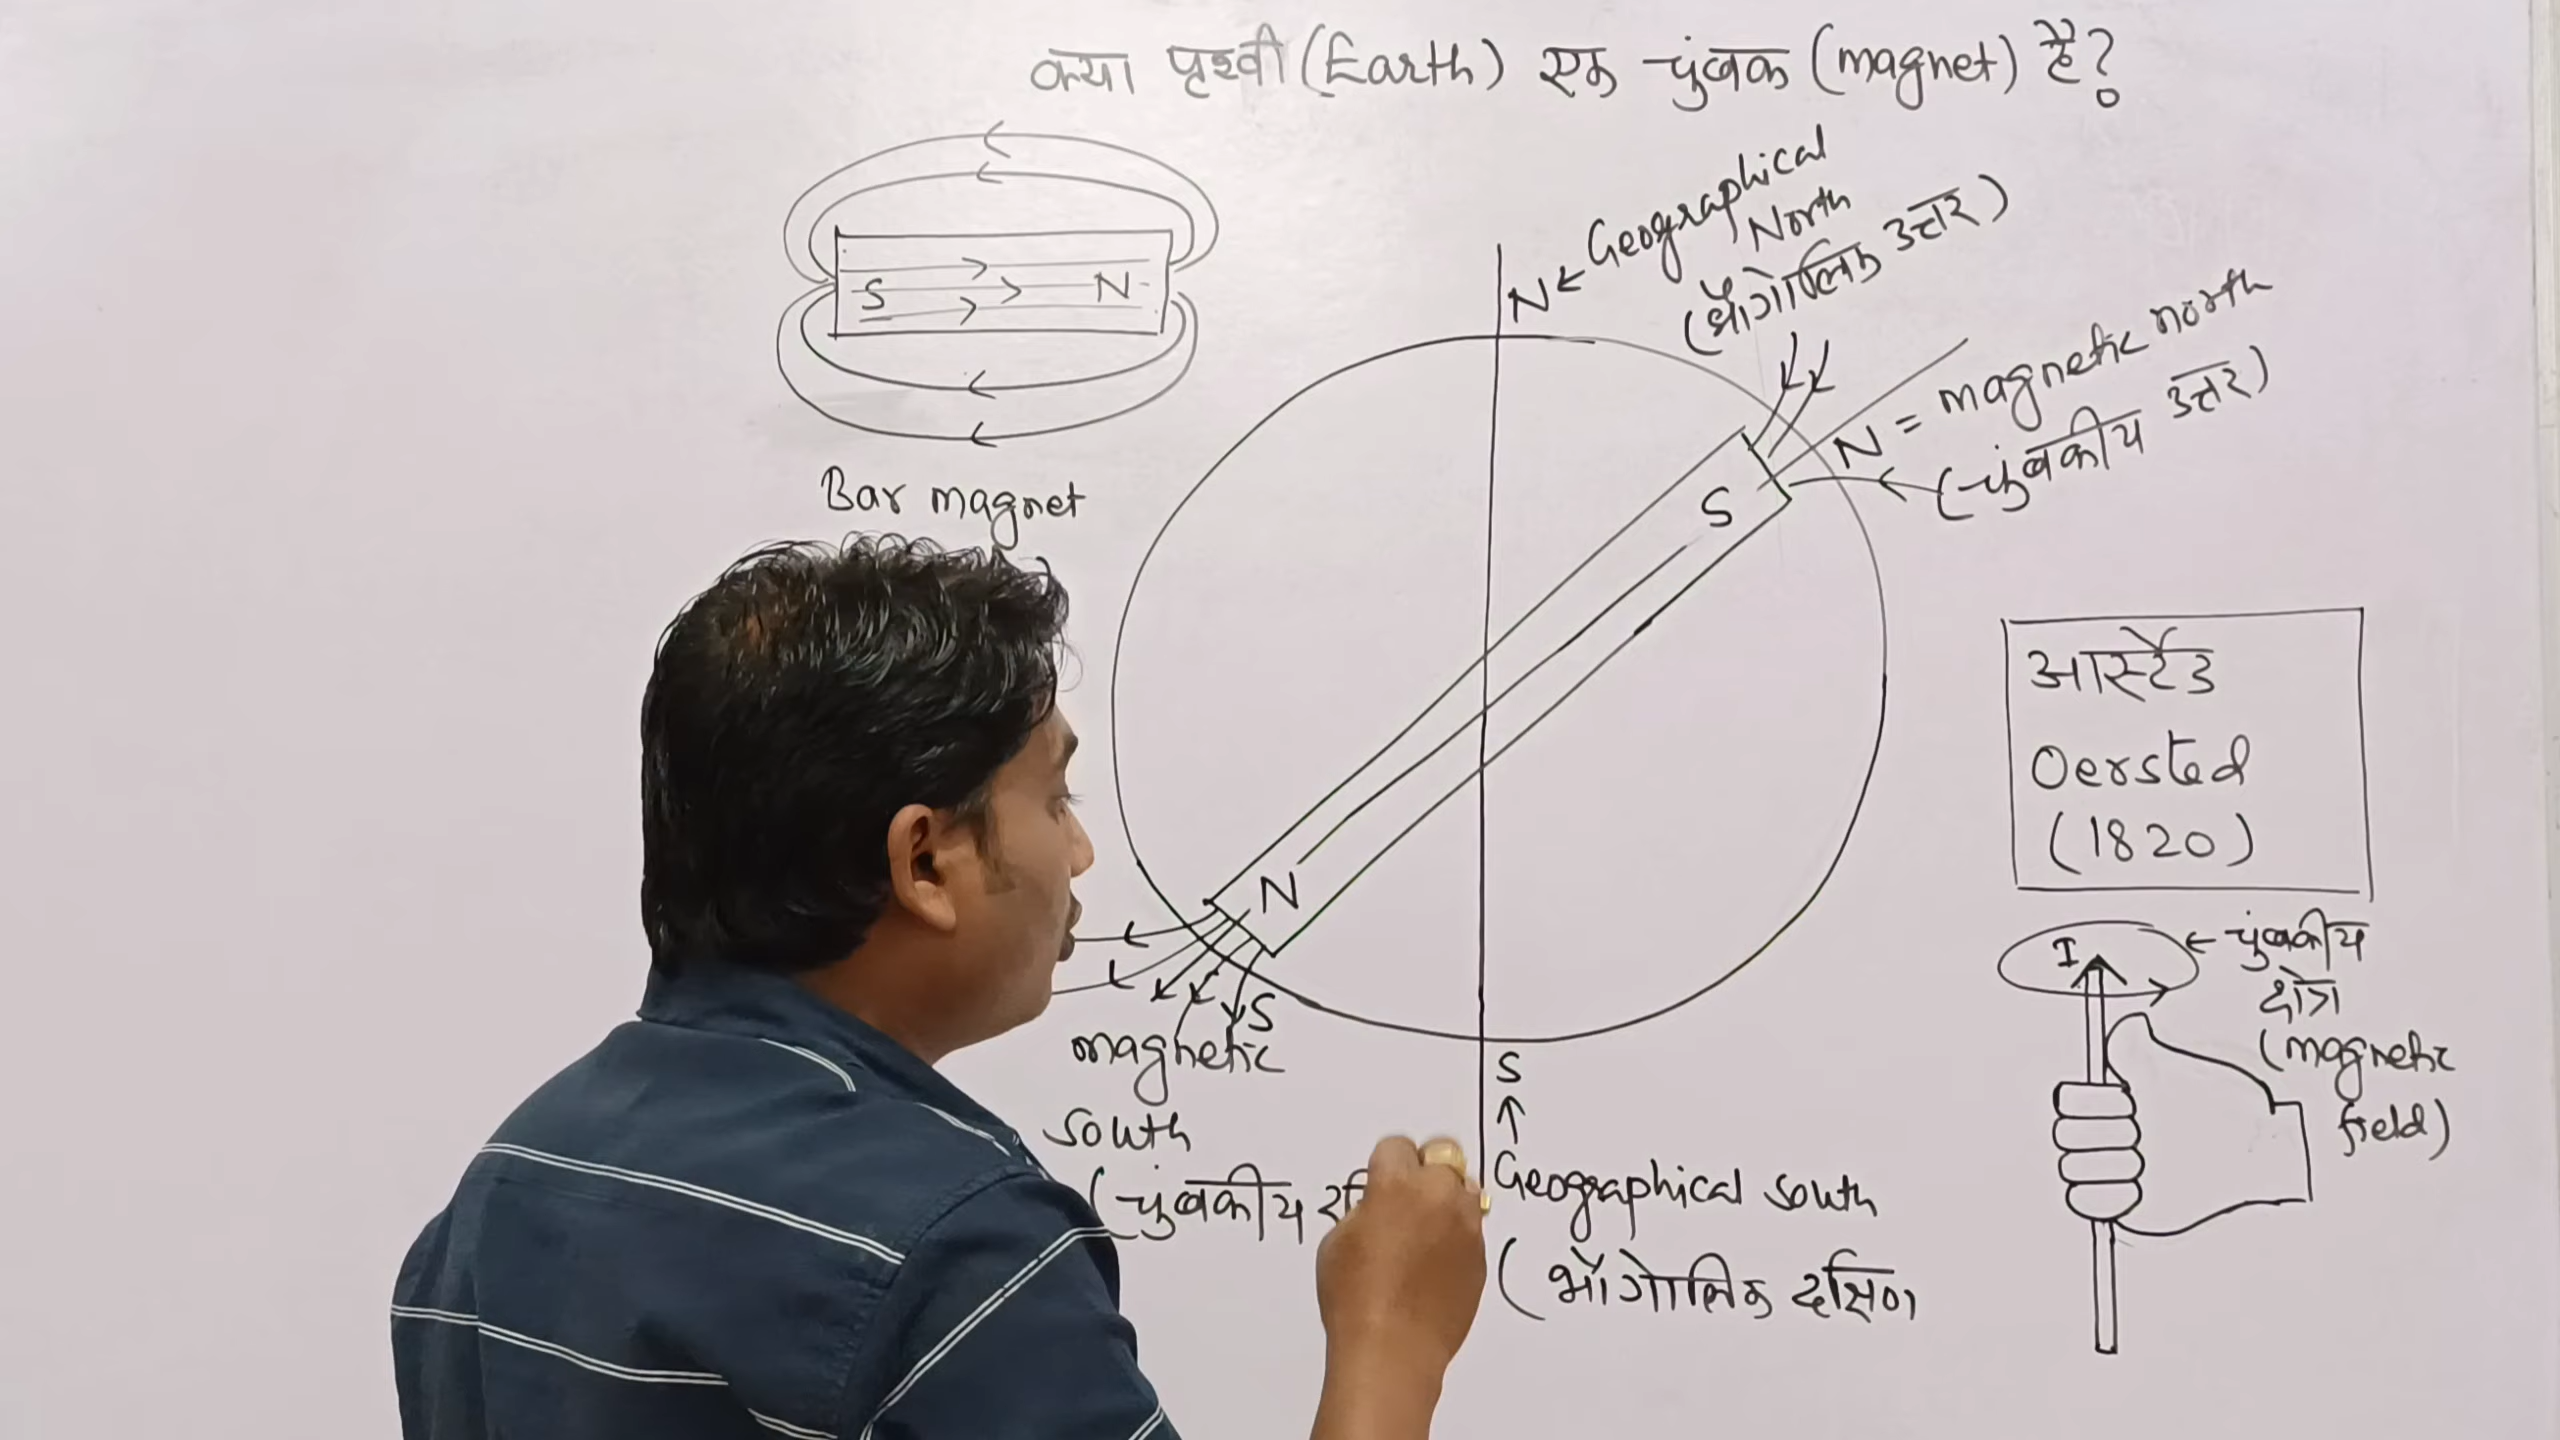 क्या पृथ्वी (Earth) एक चुंबक (magnet) है?
S N
Bar magnet
N ← Geographical
North
(भौगोलिक उत्तर)
N = magnetic north
(चुंबकीय उत्तर)
S
N
S
magnetic
south
(चुंबकीय
S
↑
Geographical south
(भौगोलिक दक्षिण
आर्स्टेड
Oersted
(1820)
I
← चुंबकीय
क्षेत्र
(magnetic
field)